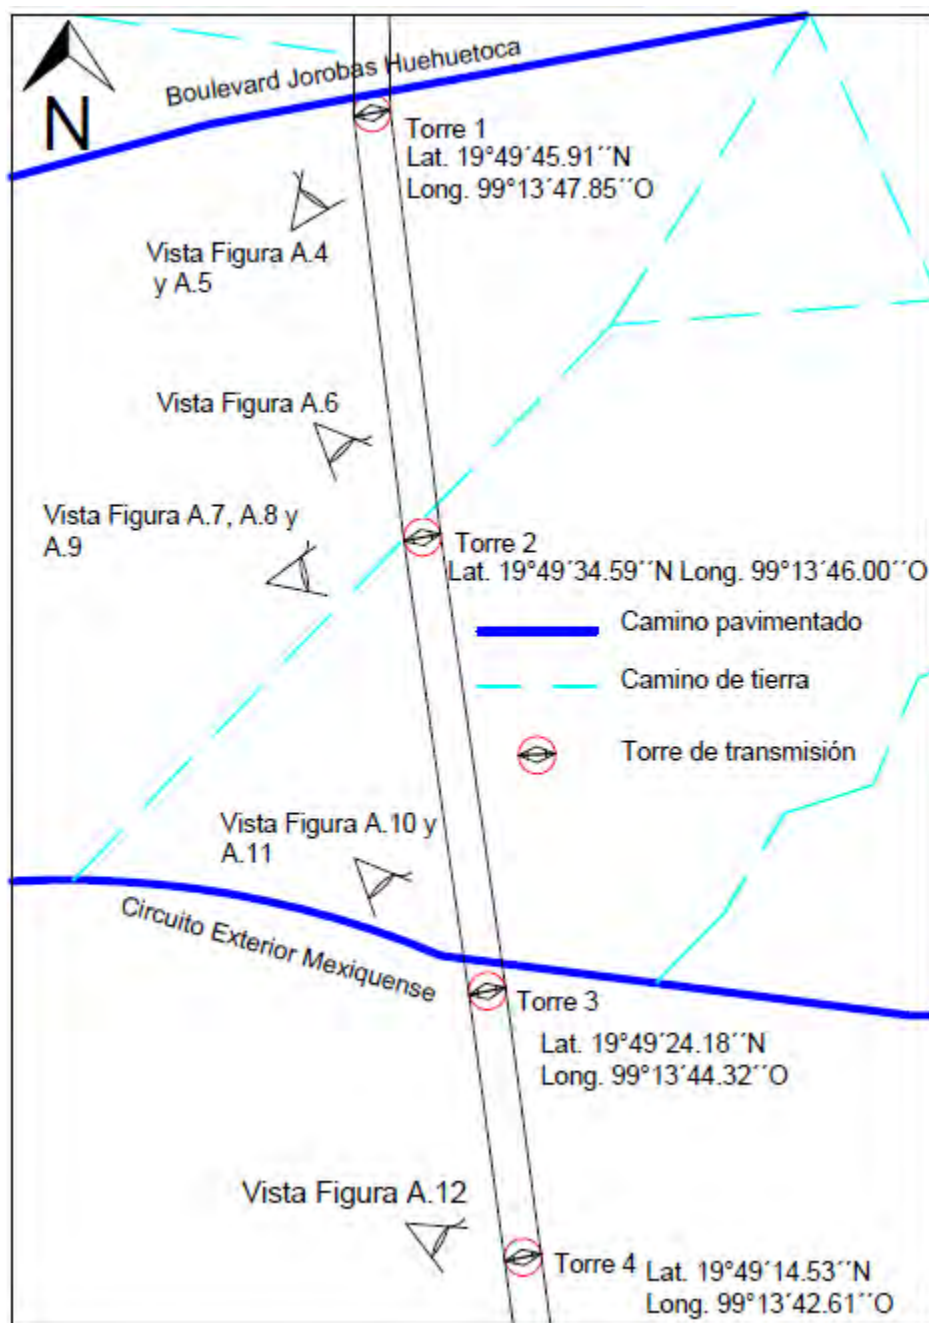 N
Boulevard Jorobas Huehuetoca
Torre 1
Lat. 19°49´45.91´´N
Long. 99°13´47.85´´O
Vista Figura A.4
y A.5
Vista Figura A.6
Vista Figura A.7, A.8 y
A.9
Torre 2
Lat. 19°49´34.59´´N Long. 99°13´46.00´´O
Camino pavimentado
Camino de tierra
Torre de transmisión
Vista Figura A.10 y
A.11
Circuito Exterior Mexiquense
Torre 3
Lat. 19°49´24.18´´N
Long. 99°13´44.32´´O
Vista Figura A.12
Torre 4
Lat. 19°49´14.53´´N
Long. 99°13´42.61´´O